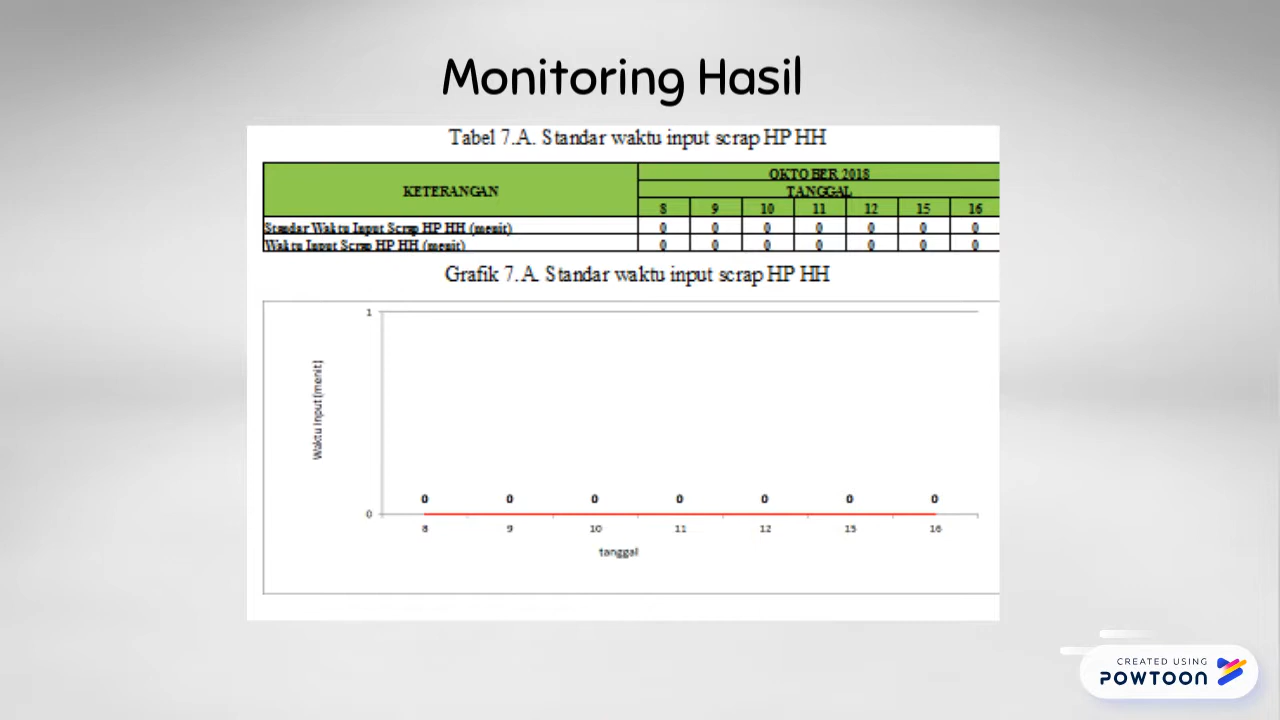 Monitoring Hasil
Tabel 7.A. Standar waktu input scrap HP HH
KETERANGAN
OKTOBER 2018
TANGGAL
8 9 10 11 12 15 16
Standar Waktu Input Scrap HP HH (menit) 0 0 0 0 0 0 0
Waktu Input Scrap HP HH (menit) 0 0 0 0 0 0 0
Grafik 7.A. Standar waktu input scrap HP HH
1
Waktu Input (menit)
0 0 0 0 0 0 0
0
8 9 10 11 12 15 16
tanggal
CREATED USING
POWTOON